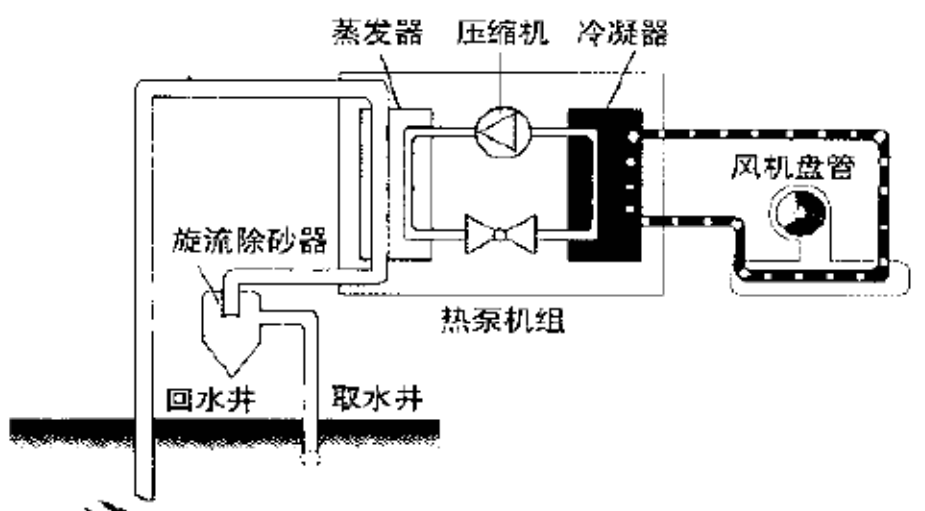 蒸发器 压缩机 冷凝器
风机盘管
旋流除砂器
热泵机组
回水井 取水井